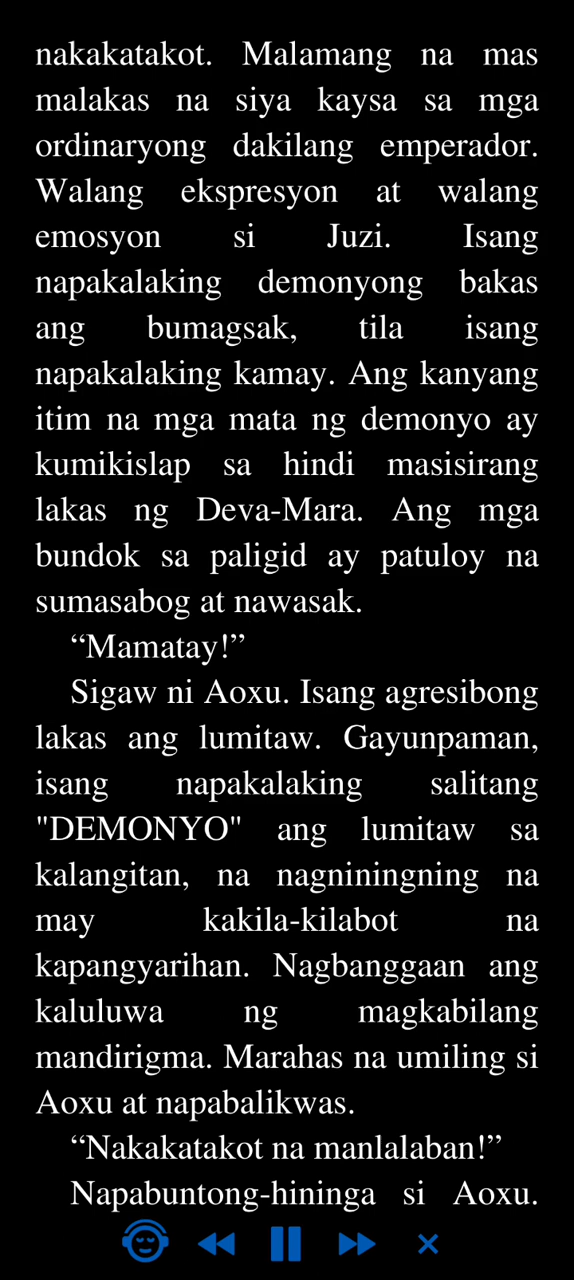 nakakatakot. Malamang na mas
malakas na siya kaysa sa mga
ordinaryong dakilang emperador.
Walang ekspresyon at walang
emosyon si Juzi. Isang
napakalaking demonyong bakas
ang bumagsak, tila isang
napakalaking kamay. Ang kanyang
itim na mga mata ng demonyo ay
kumikislap sa hindi masisirang
lakas ng Deva-Mara. Ang mga
bundok sa paligid ay patuloy na
sumasabog at nawasak.
“Mamatay!”
Sigaw ni Aoxu. Isang agresibong
lakas ang lumitaw. Gayunpaman,
isang napakalaking salitang
"DEMONYO" ang lumitaw sa
kalangitan, na nagniningning na
may kakila-kilabot na
kapangyarihan. Nagbanggaan ang
kaluluwa ng magkabilang
mandirigma. Marahas na umiling si
Aoxu at napabalikwas.
“Nakakatakot na manlalaban!”
Napabuntong-hininga si Aoxu.